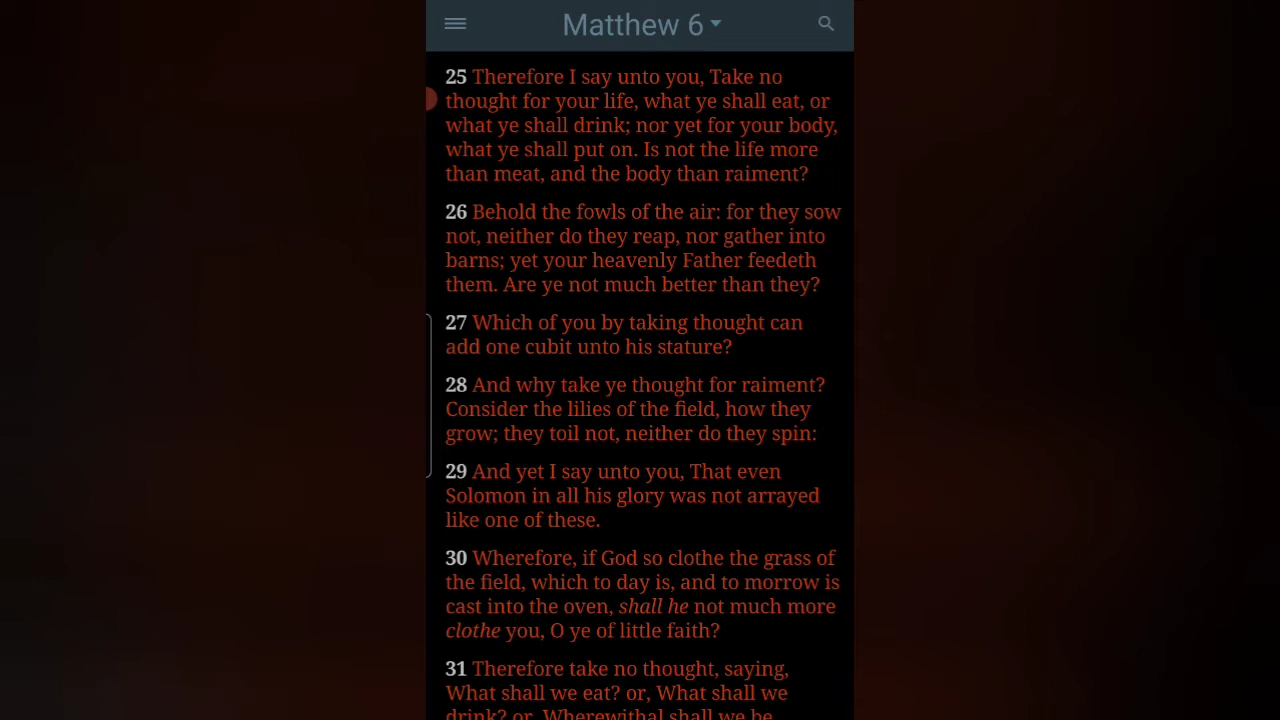 Matthew 6
25 Therefore I say unto you, Take no
thought for your life, what ye shall eat, or
what ye shall drink; nor yet for your body,
what ye shall put on. Is not the life more
than meat, and the body than raiment?
26 Behold the fowls of the air: for they sow
not, neither do they reap, nor gather into
barns; yet your heavenly Father feedeth
them. Are ye not much better than they?
27 Which of you by taking thought can
add one cubit unto his stature?
28 And why take ye thought for raiment?
Consider the lilies of the field, how they
grow; they toil not, neither do they spin:
29 And yet I say unto you, That even
Solomon in all his glory was not arrayed
like one of these.
30 Wherefore, if God so clothe the grass of
the field, which to day is, and to morrow is
cast into the oven, shall he not much more
clothe you, O ye of little faith?
31 Therefore take no thought, saying,
What shall we eat? or, What shall we
drink? or, Wherewithal shall we be